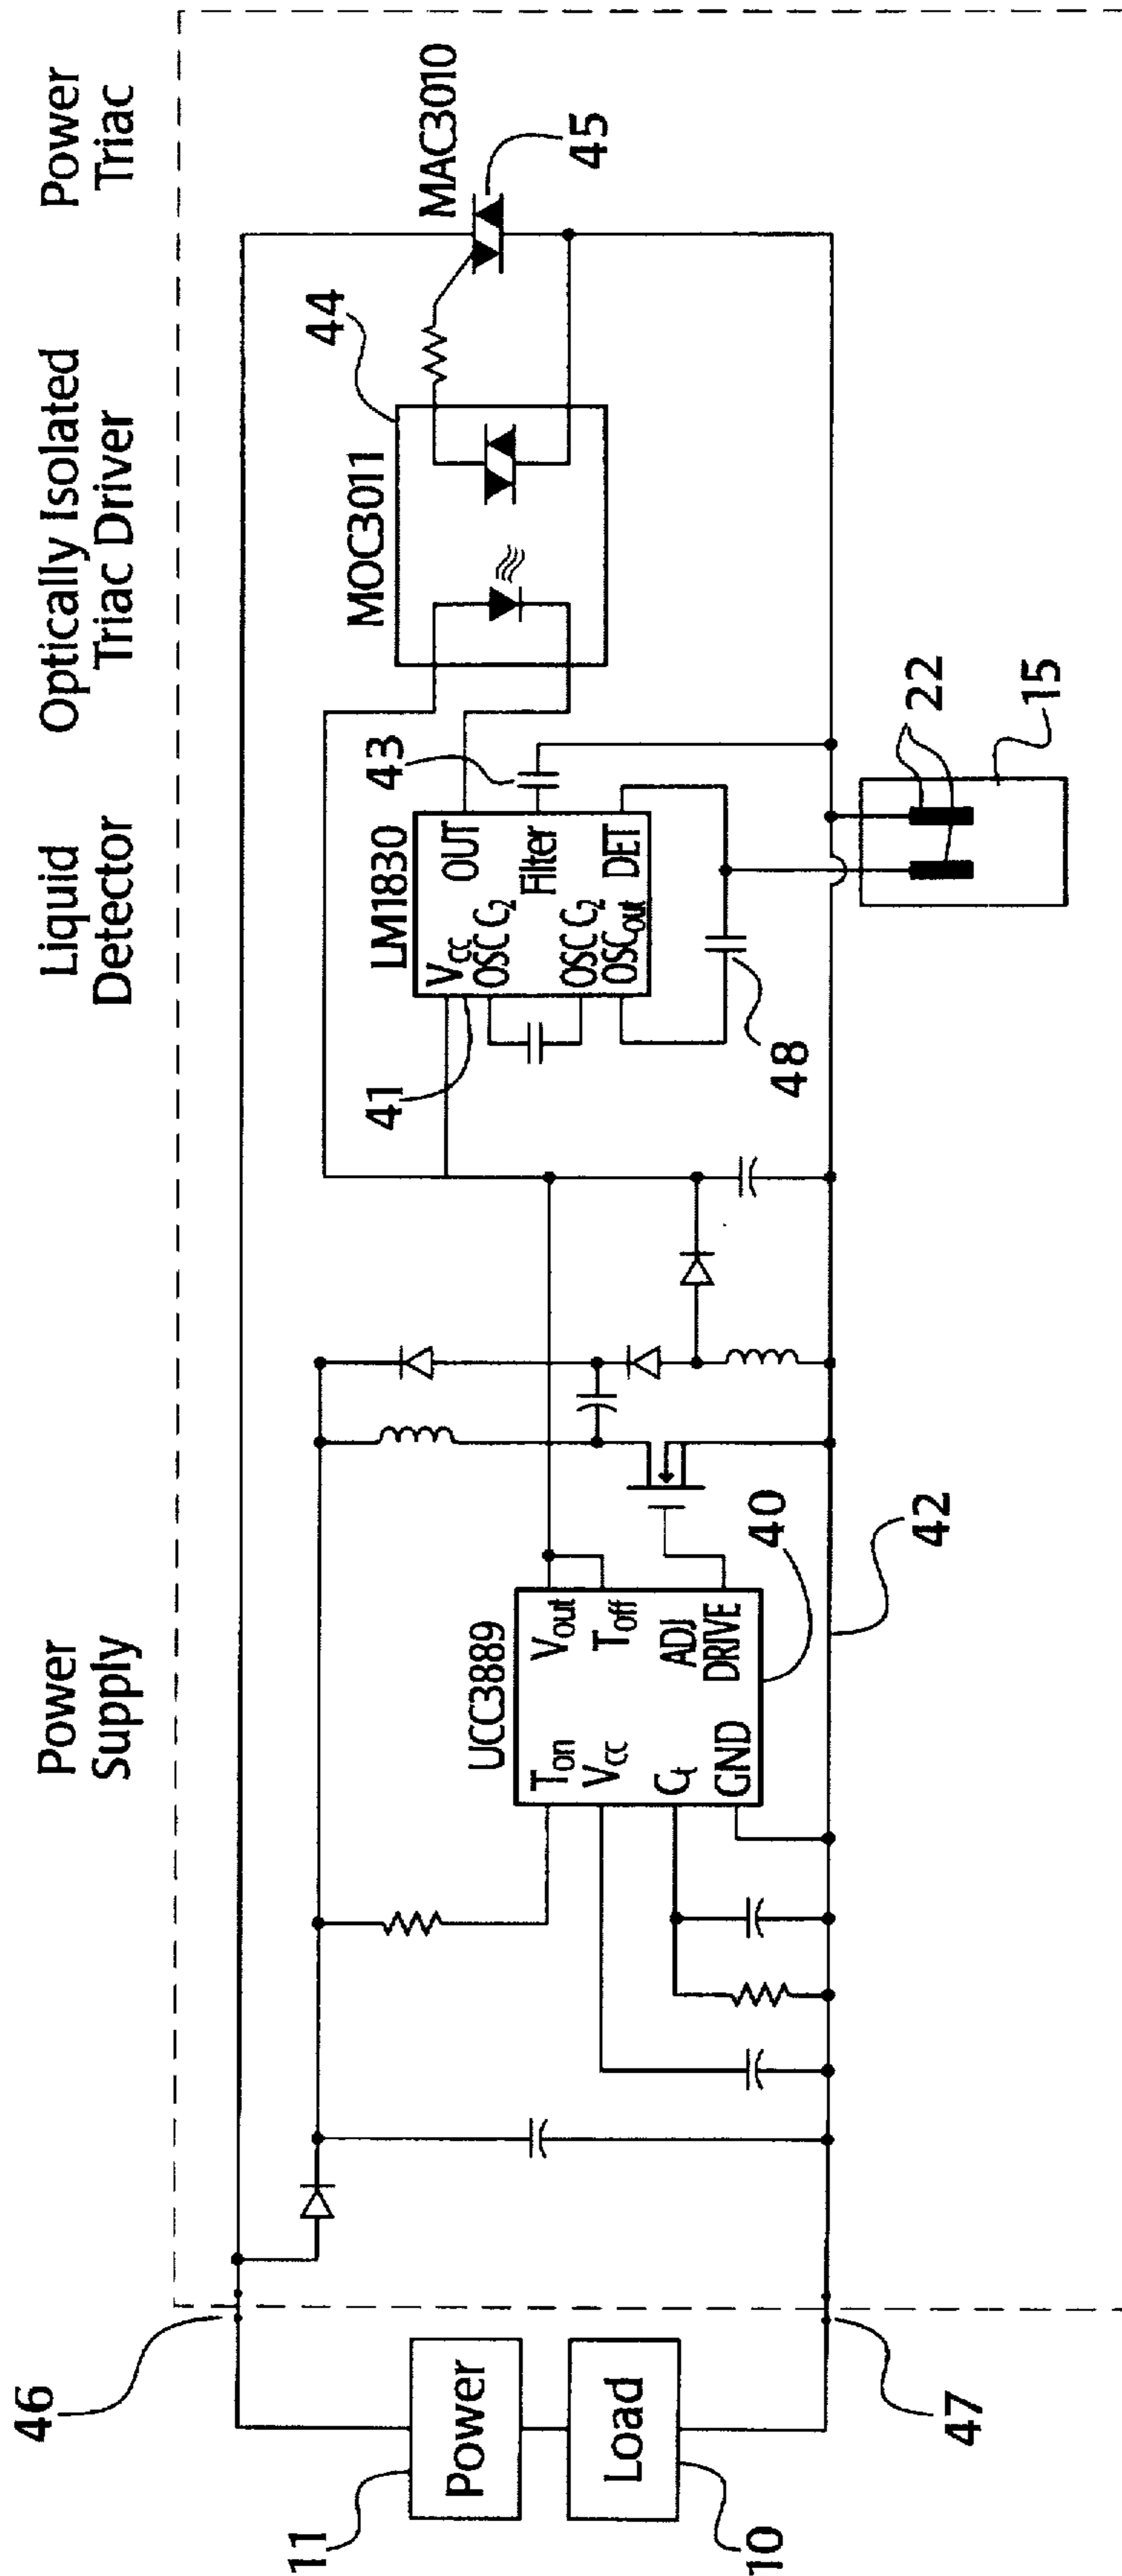 Power
Supply
Liquid
Detector
Optically Isolated
Triac Driver
Power
Triac
46
11
Power
Load
10
47
UCC3889
Ton
Vcc
Ct
GND
Vout
Toff
ADJ
DRIVE
40
42
41
LM1830
Vcc
OSC C2
OSC C2
OSCout
OUT
Filter
DET
43
48
MOC3011
44
MAC3010
45
22
15